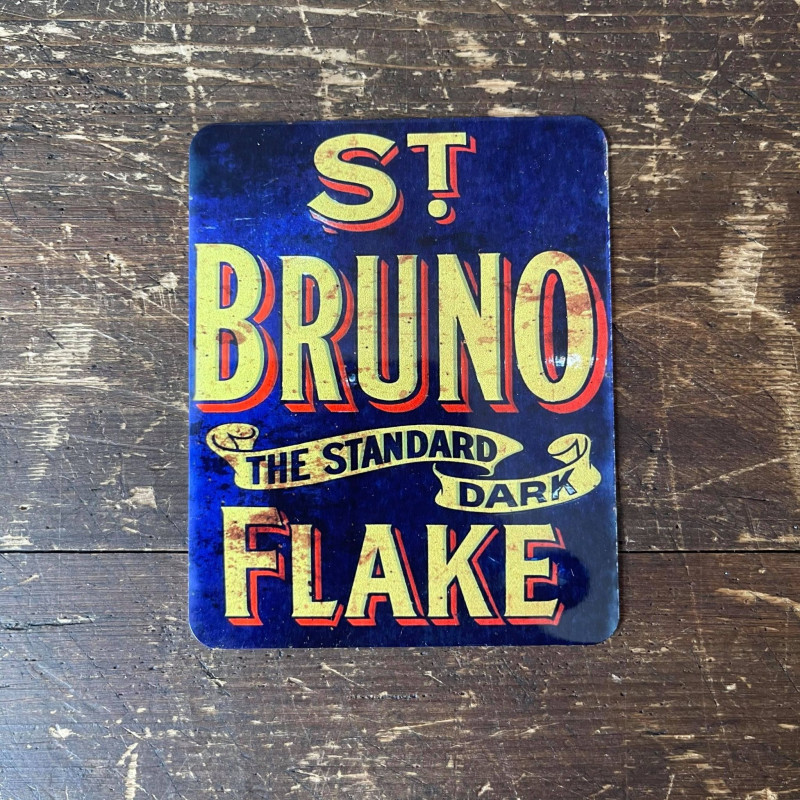 ST.
BRUNO
THE STANDARD
DARK
FLAKE